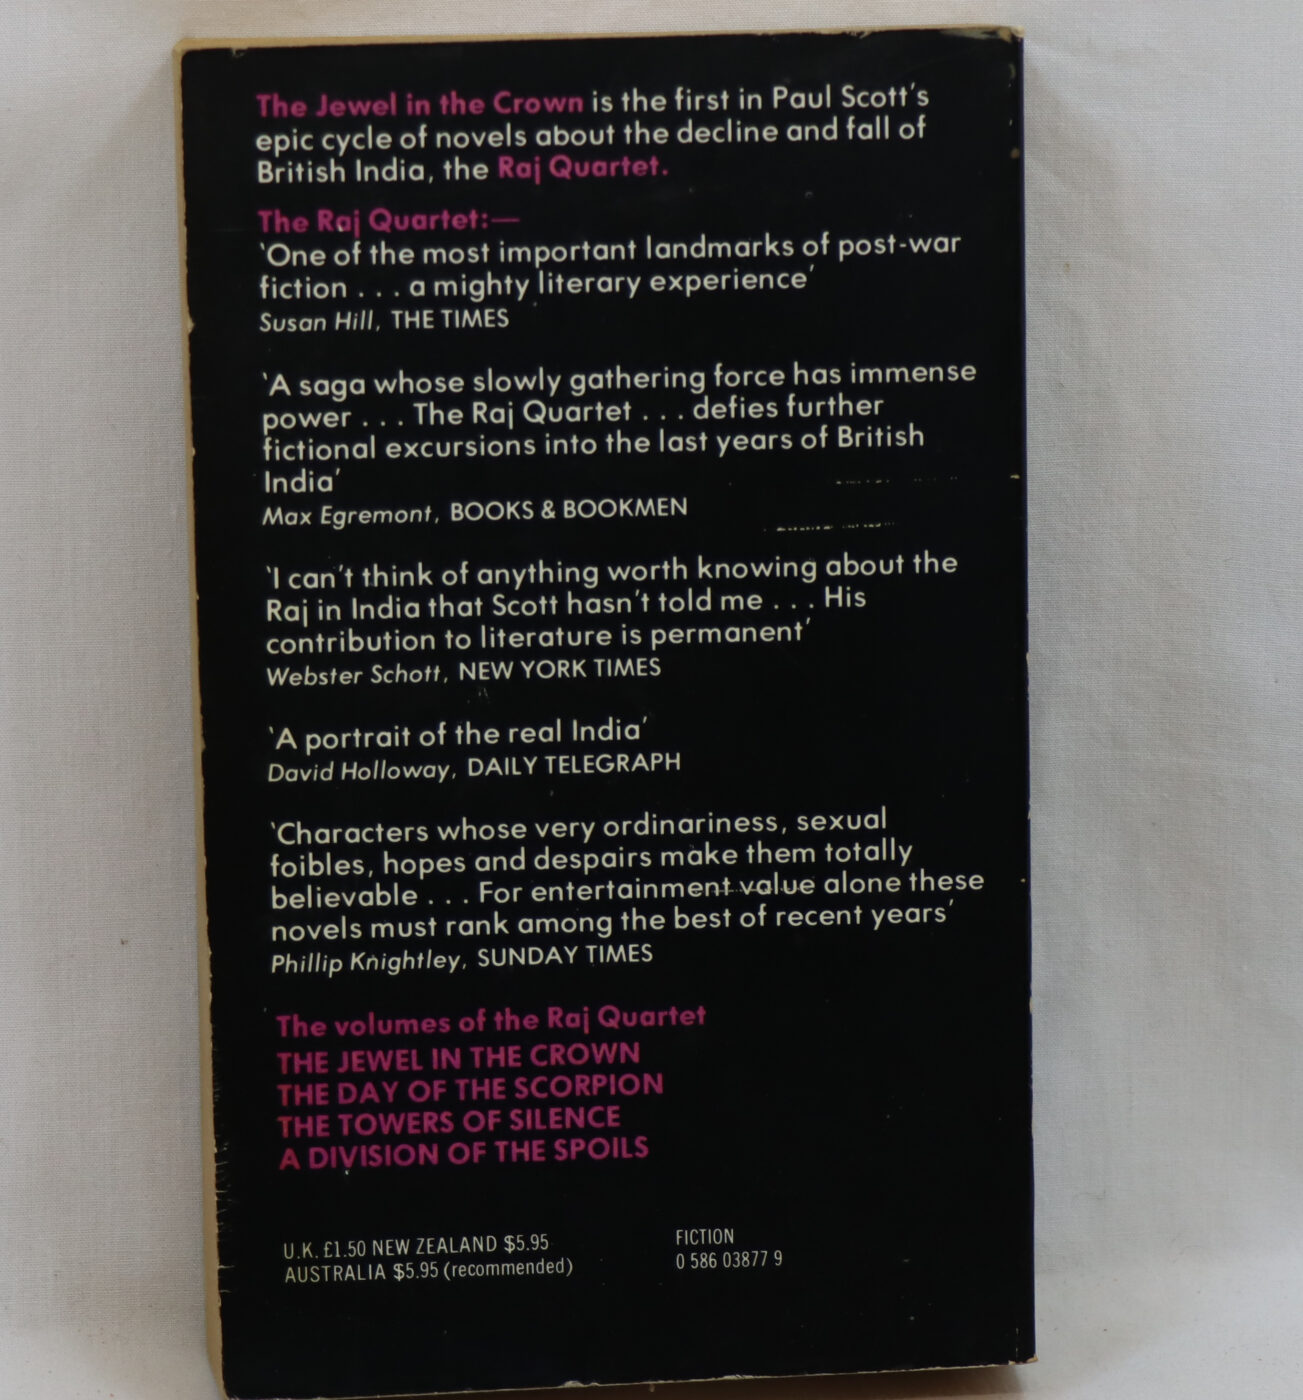 The Jewel in the Crown is the first in Paul Scott's
epic cycle of novels about the decline and fall of
British India, the Raj Quartet.
The Raj Quartet:—
'One of the most important landmarks of post-war
fiction . . . a mighty literary experience'
Susan Hill, THE TIMES
'A saga whose slowly gathering force has immense
power . . . The Raj Quartet . . . defies further
fictional excursions into the last years of British
India'
Max Egremont, BOOKS & BOOKMEN
'I can't think of anything worth knowing about the
Raj in India that Scott hasn't told me . . . His
contribution to literature is permanent'
Webster Schott, NEW YORK TIMES
'A portrait of the real India'
David Holloway, DAILY TELEGRAPH
'Characters whose very ordinariness, sexual
foibles, hopes and despairs make them totally
believable . . . For entertainment value alone these
novels must rank among the best of recent years'
Phillip Knightley, SUNDAY TIMES
The volumes of the Raj Quartet
THE JEWEL IN THE CROWN
THE DAY OF THE SCORPION
THE TOWERS OF SILENCE
A DIVISION OF THE SPOILS
U.K. £1.50 NEW ZEALAND $5.95
AUSTRALIA $5.95 (recommended)
FICTION
0 586 03877 9